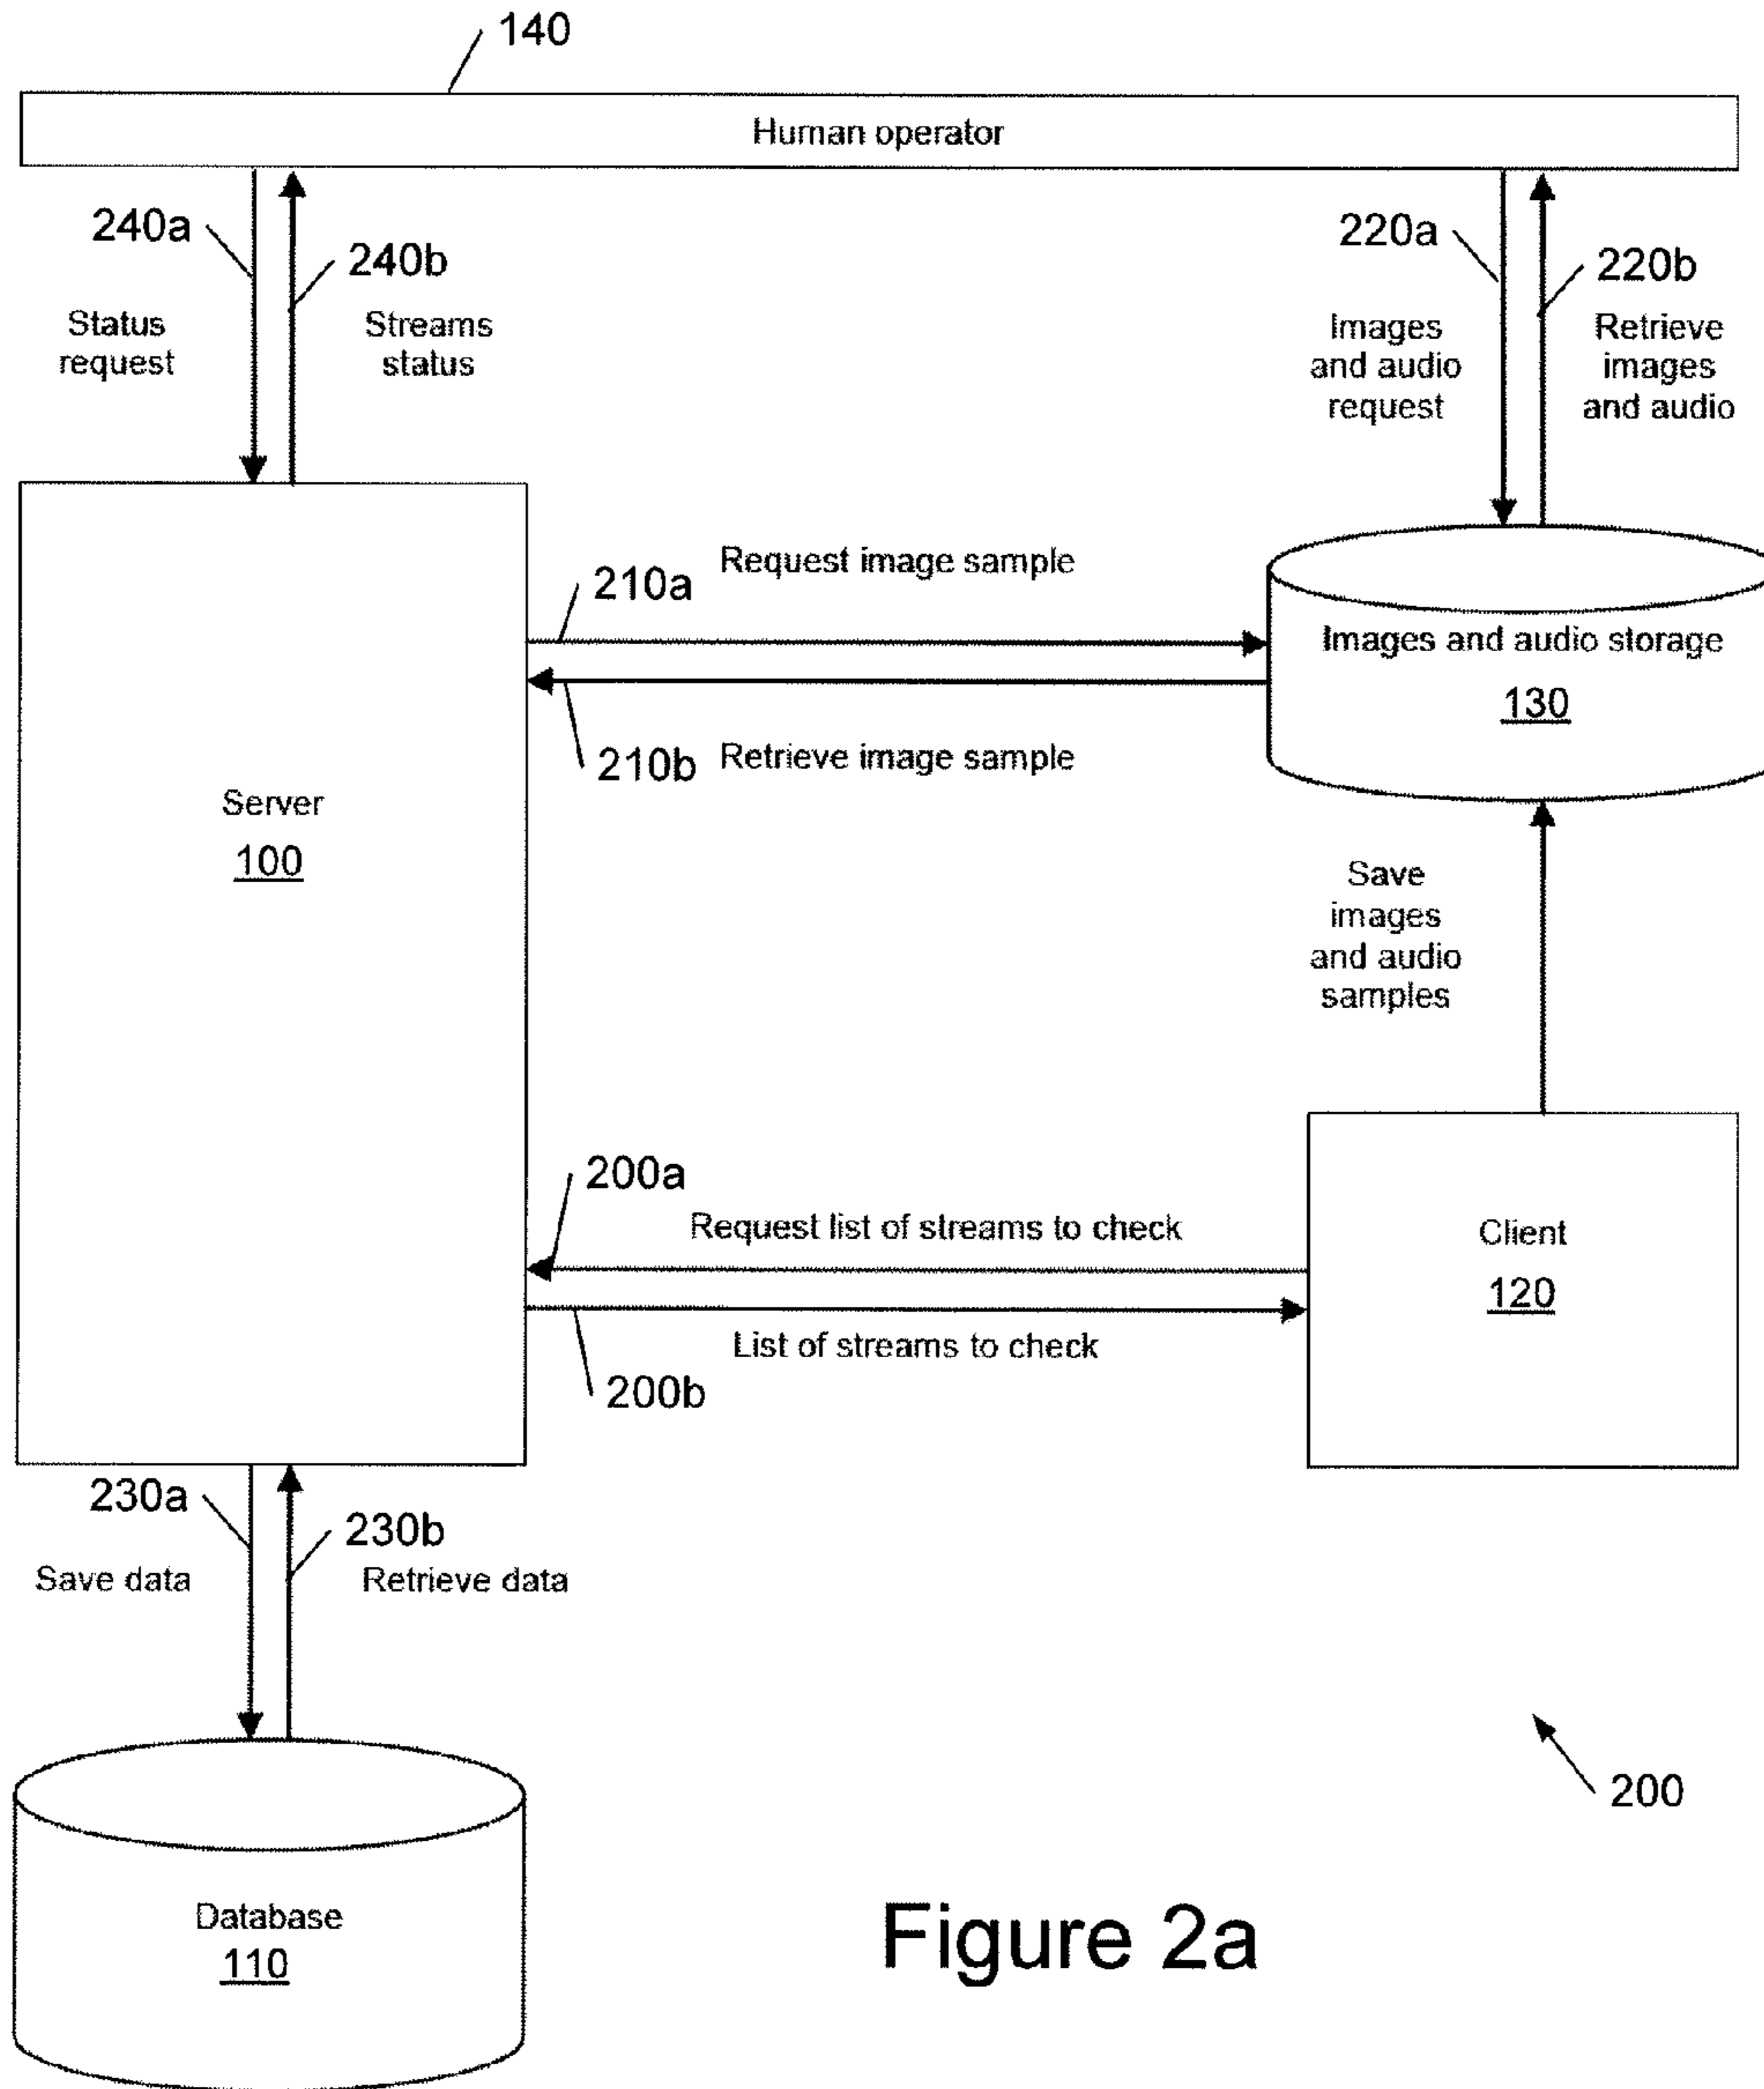 140
Human operator
240a
240b
Status
request
Streams
status
220a
220b
Images
and audio
request
Retrieve
images
and audio
Request image sample
210a
Images and audio storage
130
210b
Retrieve image sample
Server
100
Save
images
and audio
samples
200a
Request list of streams to check
Client
120
List of streams to check
200b
230a
230b
Save data
Retrieve data
200
Database
110
Figure 2a